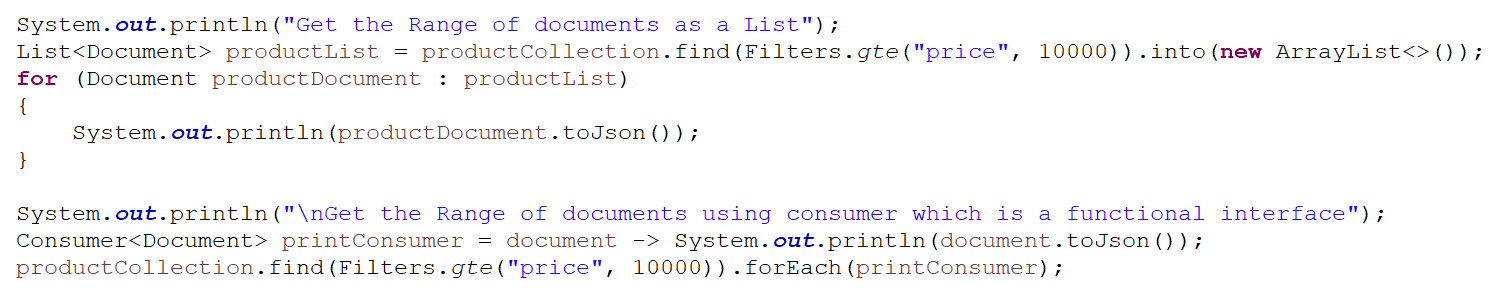 System.out.println("Get the Range of documents as a List");
List<Document> productList = productCollection.find(Filters.gte("price", 10000)).into(new ArrayList<>());
for (Document productDocument : productList)
{
    System.out.println(productDocument.toJson());
}

System.out.println("\nGet the Range of documents using consumer which is a functional interface");
Consumer<Document> printConsumer = document -> System.out.println(document.toJson());
productCollection.find(Filters.gte("price", 10000)).forEach(printConsumer);